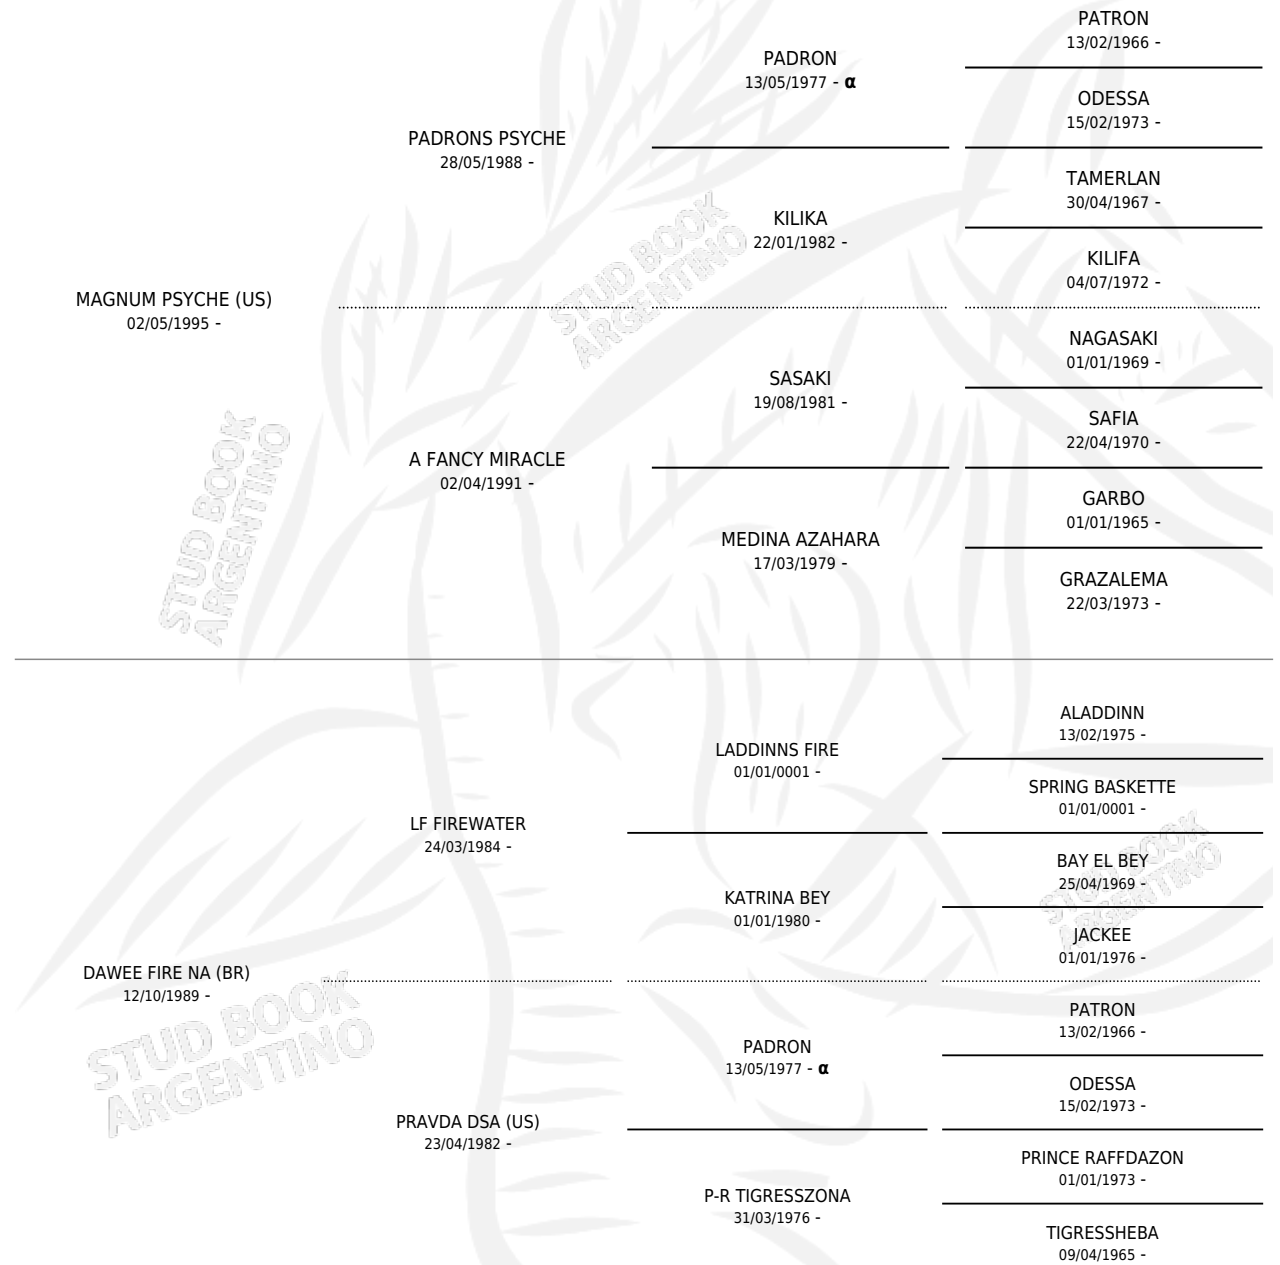 PATRON
13/02/1966 -
PADRON
13/05/1977 - α
ODESSA
15/02/1973 -
PADRONS PSYCHE
28/05/1988 -
TAMERLAN
30/04/1967 -
KILIKA
22/01/1982 -
KILIFA
04/07/1972 -
MAGNUM PSYCHE (US)
02/05/1995 -
NAGASAKI
01/01/1969 -
SASAKI
19/08/1981 -
SAFIA
22/04/1970 -
A FANCY MIRACLE
02/04/1991 -
GARBO
01/01/1965 -
MEDINA AZAHARA
17/03/1979 -
GRAZALEMA
22/03/1973 -
STUD BOOK
ARGENTINO
STUD BOOK
ARGENTINO
ALADDINN
13/02/1975 -
LADDINNS FIRE
01/01/0001 -
SPRING BASKETTE
01/01/0001 -
LF FIREWATER
24/03/1984 -
BAY EL BEY
25/04/1969 -
KATRINA BEY
01/01/1980 -
JACKEE
01/01/1976 -
DAWEE FIRE NA (BR)
12/10/1989 -
PATRON
13/02/1966 -
PADRON
13/05/1977 - α
ODESSA
15/02/1973 -
PRAVDA DSA (US)
23/04/1982 -
PRINCE RAFFDAZON
01/01/1973 -
P-R TIGRESSZONA
31/03/1976 -
TIGRESSHEBA
09/04/1965 -
STUD BOOK
ARGENTINO
STUD BOOK
ARGENTINO